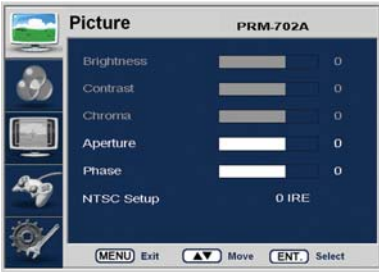 Picture PRM-702A
Brightness 0
Contrast 0
Chroma 0
Aperture 0
Phase 0
NTSC Setup 0 IRE
MENU Exit ▲▼ Move ENT. Select